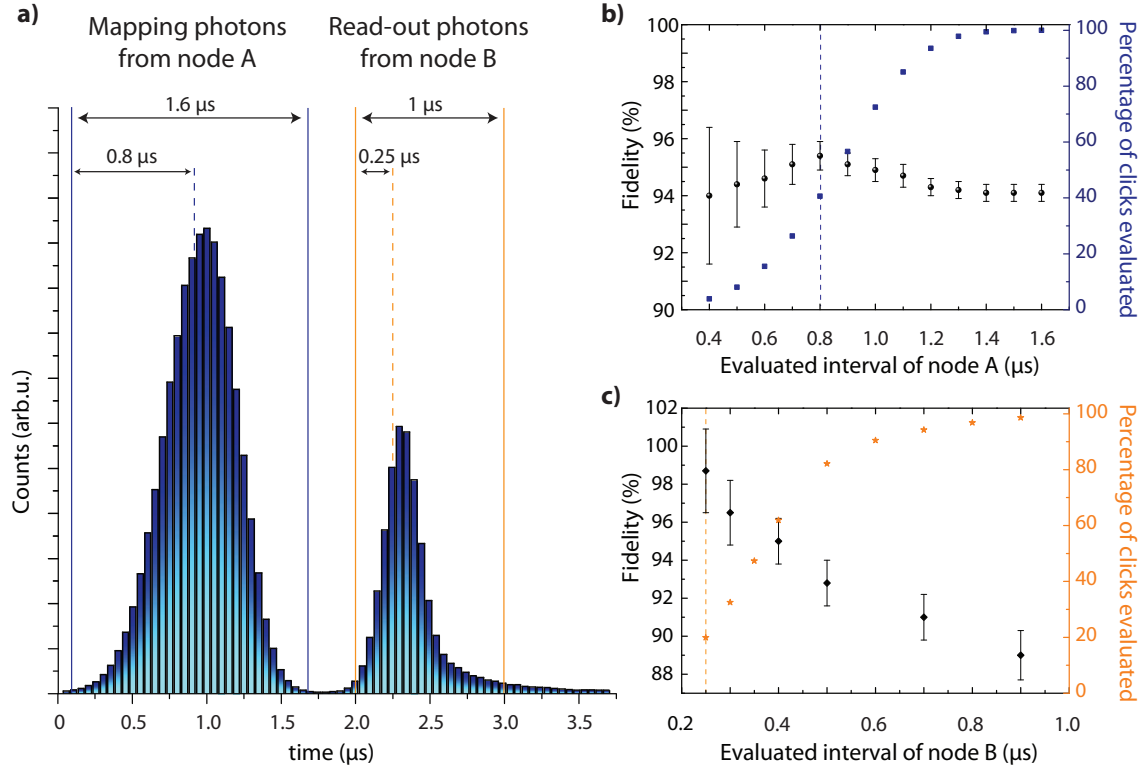 a)
Mapping photons
from node A
Read-out photons
from node B
1.6 µs
1 µs
0.8 µs
0.25 µs
Counts (arb.u.)
0
0.5
1.0
1.5
2.0
2.5
3.0
3.5
time (µs)
b)
100
98
96
94
92
90
Fidelity (%)
100
80
60
40
20
0
Percentage of clicks evaluated
0.4
0.6
0.8
1.0
1.2
1.4
1.6
Evaluated interval of node A (µs)
c)
102
100
98
96
94
92
91
90
88
Fidelity (%)
100
80
60
40
20
0
Percentage of clicks evaluated
0.2
0.4
0.6
0.8
1.0
Evaluated interval of node B (µs)